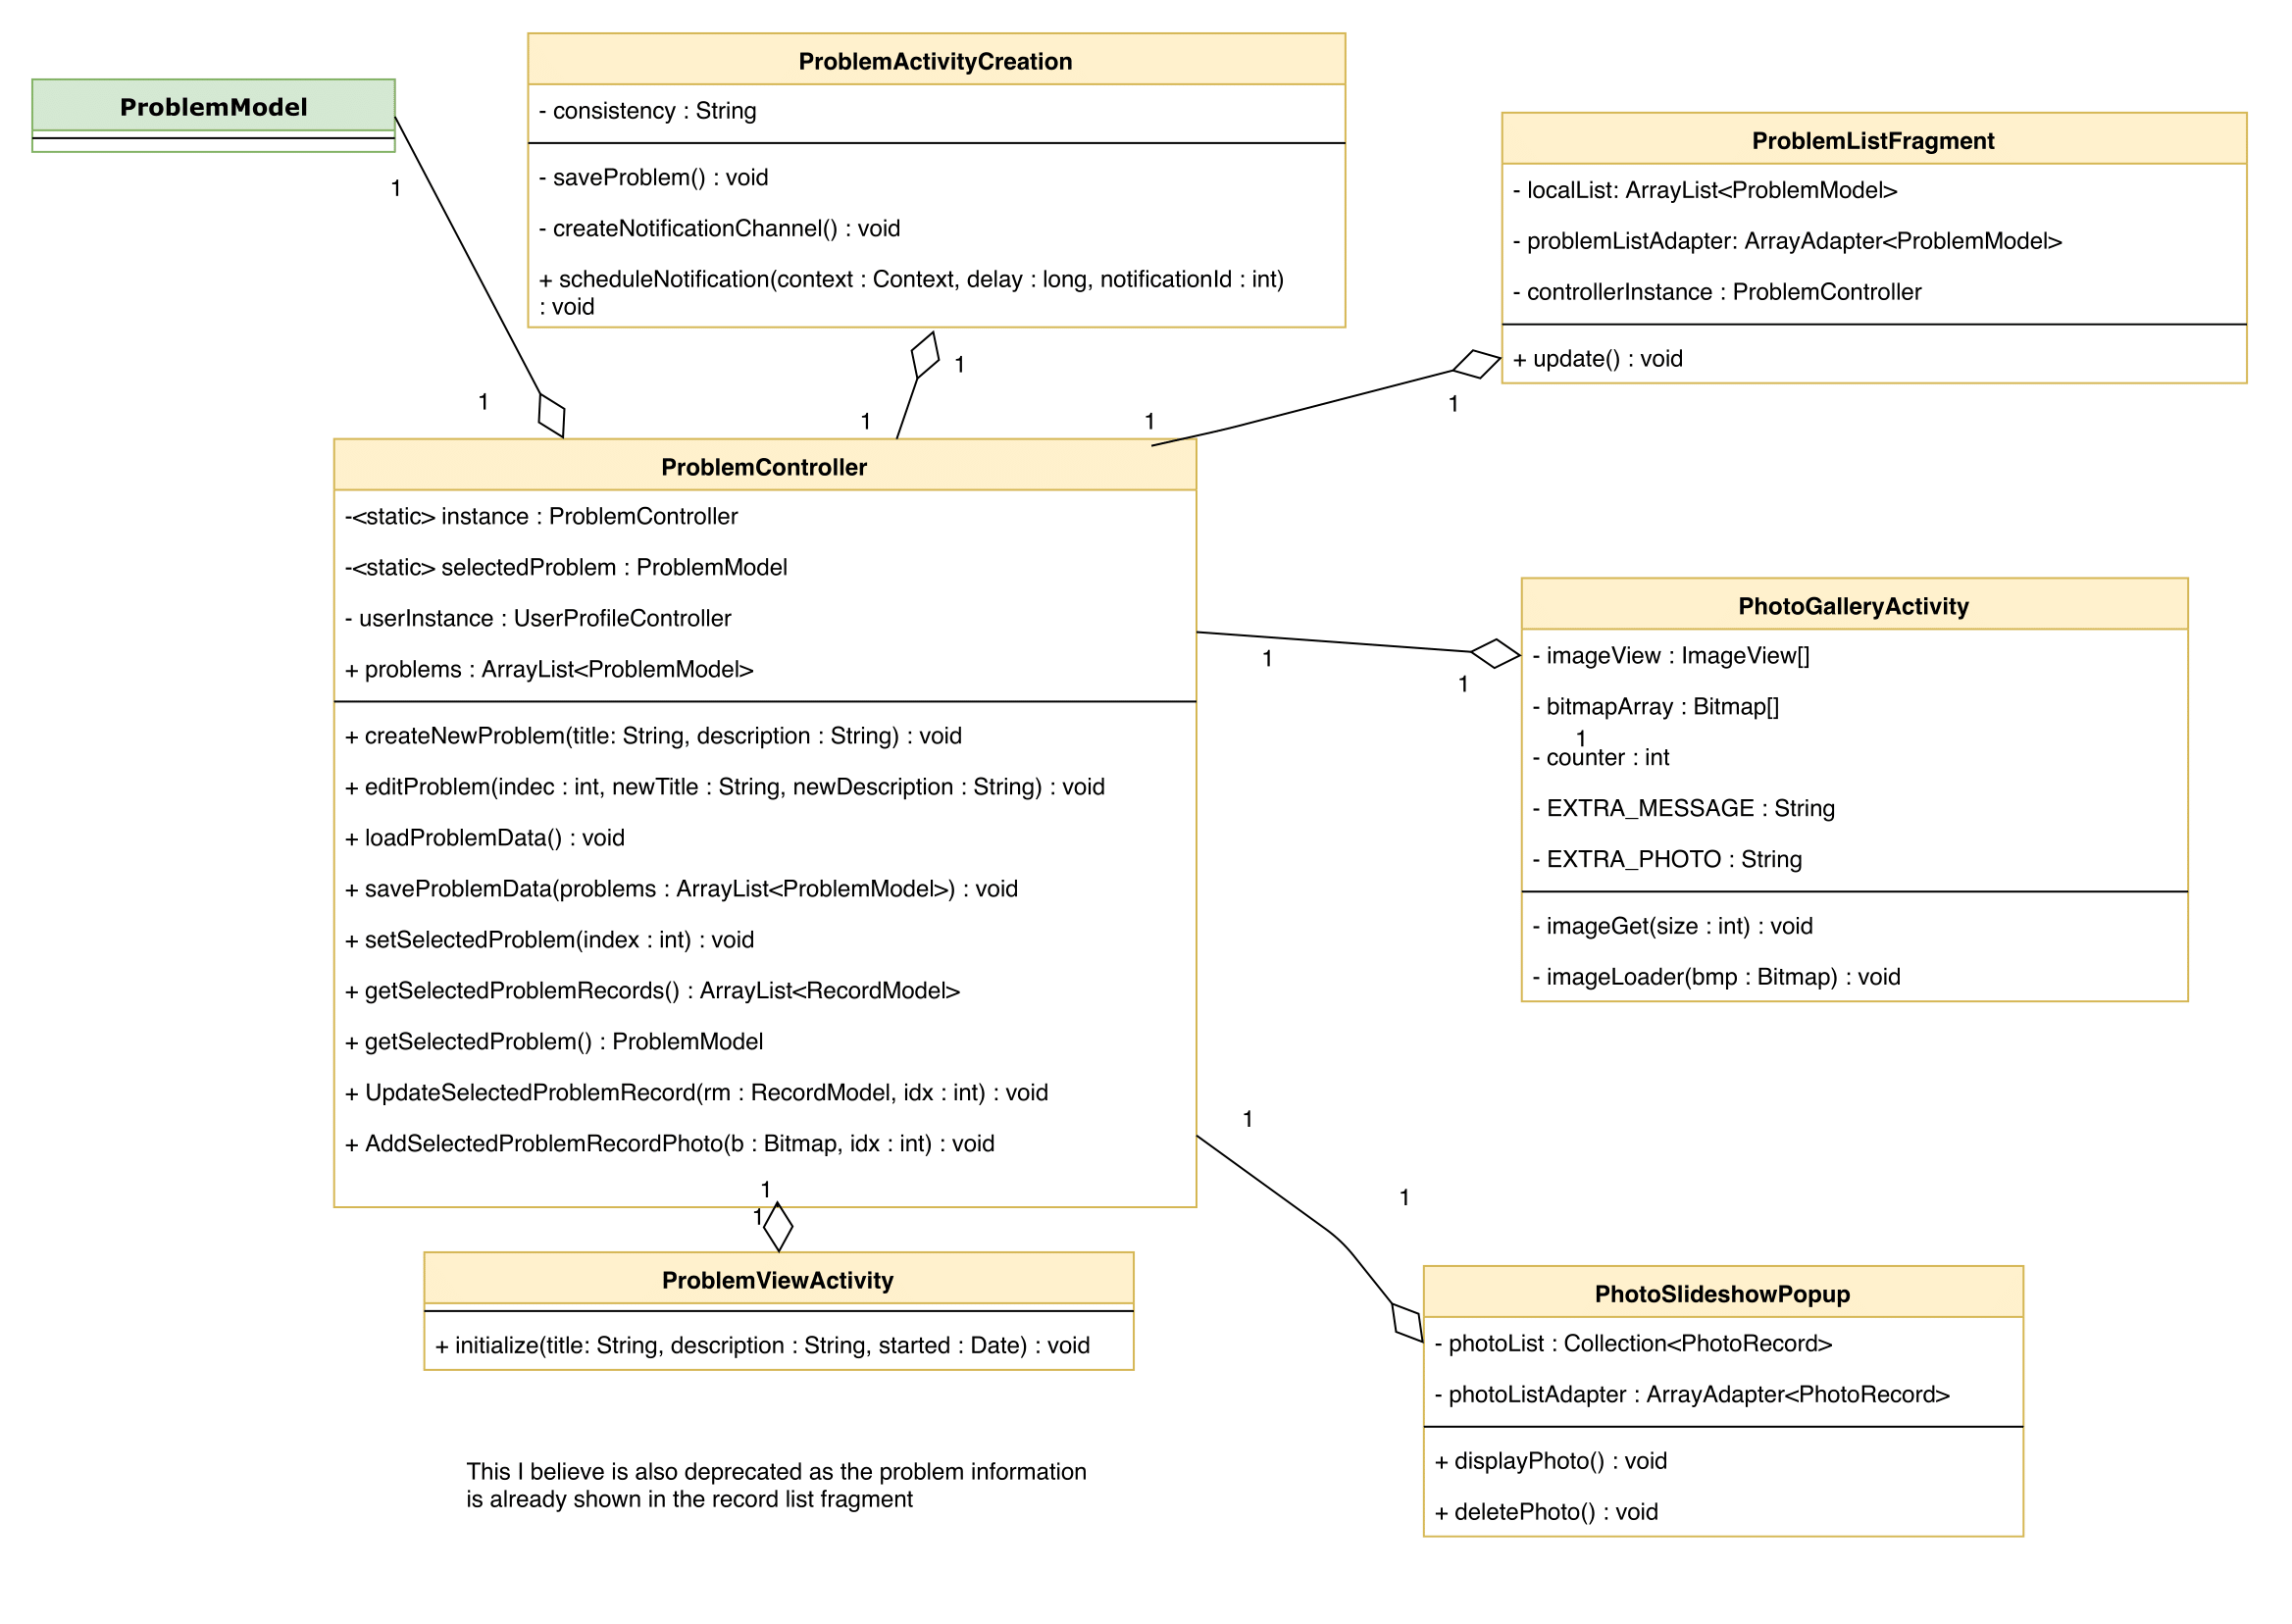 ProblemActivityCreation
- consistency : String
- saveProblem() : void
- createNotificationChannel() : void
+ scheduleNotification(context : Context, delay : long, notificationId : int)
: void
ProblemModel
1
1
1
1
ProblemListFragment
- localList: ArrayList<ProblemModel>
- problemListAdapter: ArrayAdapter<ProblemModel>
- controllerInstance : ProblemController
+ update() : void
1
1
ProblemController
-<static> instance : ProblemController
-<static> selectedProblem : ProblemModel
- userInstance : UserProfileController
+ problems : ArrayList<ProblemModel>
+ createNewProblem(title: String, description : String) : void
+ editProblem(indec : int, newTitle : String, newDescription : String) : void
+ loadProblemData() : void
+ saveProblemData(problems : ArrayList<ProblemModel>) : void
+ setSelectedProblem(index : int) : void
+ getSelectedProblemRecords() : ArrayList<RecordModel>
+ getSelectedProblem() : ProblemModel
+ UpdateSelectedProblemRecord(rm : RecordModel, idx : int) : void
+ AddSelectedProblemRecordPhoto(b : Bitmap, idx : int) : void
1
1
PhotoGalleryActivity
- imageView : ImageView[]
- bitmapArray : Bitmap[]
1
- counter : int
- EXTRA_MESSAGE : String
- EXTRA_PHOTO : String
- imageGet(size : int) : void
- imageLoader(bmp : Bitmap) : void
1
1
1
1
ProblemViewActivity
+ initialize(title: String, description : String, started : Date) : void
PhotoSlideshowPopup
- photoList : Collection<PhotoRecord>
- photoListAdapter : ArrayAdapter<PhotoRecord>
+ displayPhoto() : void
+ deletePhoto() : void
This I believe is also deprecated as the problem information
is already shown in the record list fragment